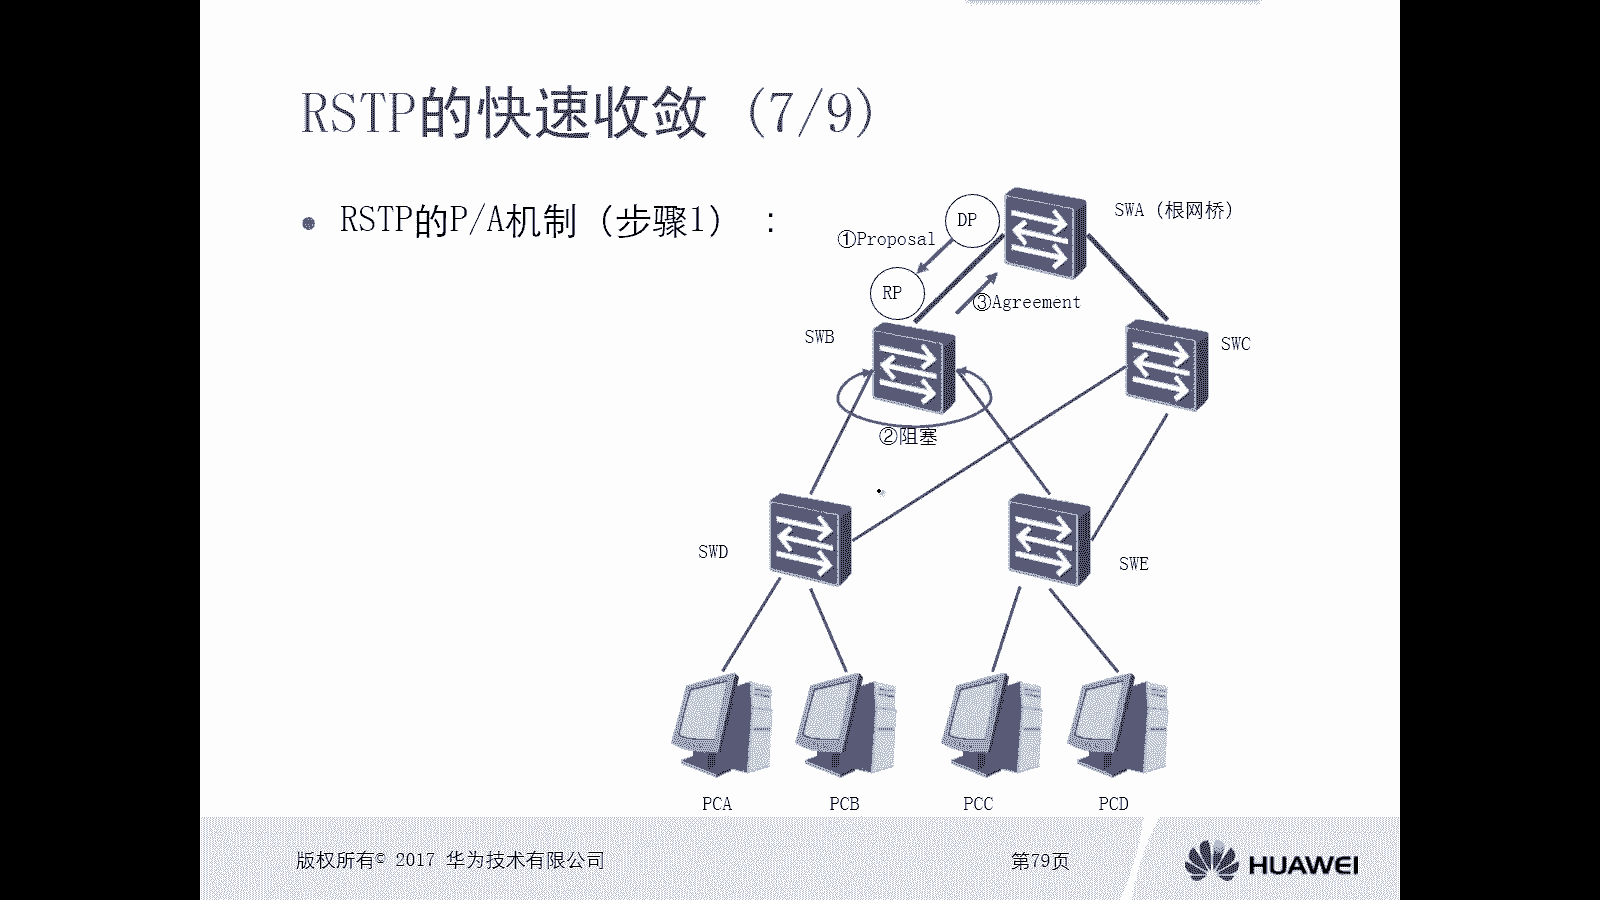 RSTP的快速收敛 (7/9)
RSTP的P/A机制（步骤1）：
DP
SWA（根网桥）
①Proposal
RP
③Agreement
SWB
SWC
②阻塞
SWD
SWE
PCA
PCB
PCC
PCD
版权所有© 2017 华为技术有限公司
第79页
HUAWEI